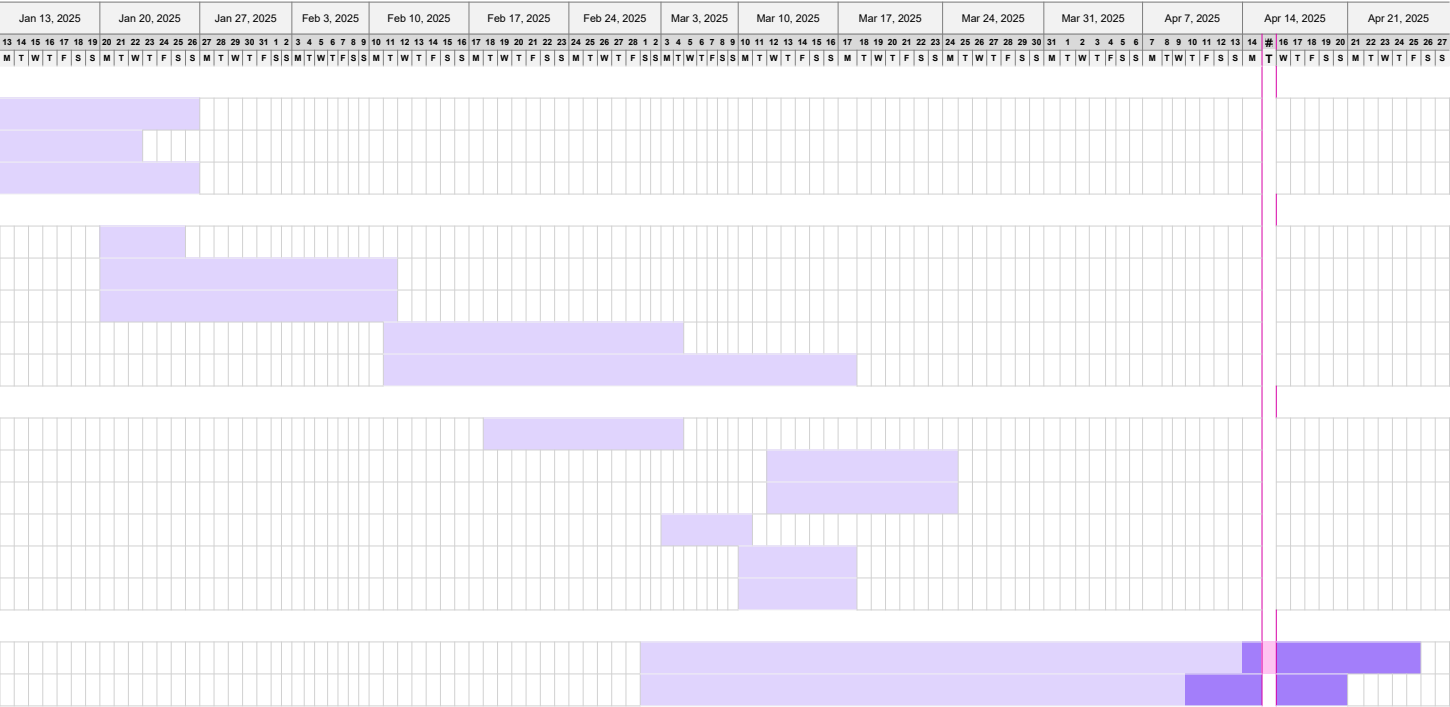 Jan 13, 2025 Jan 20, 2025 Jan 27, 2025 Feb 3, 2025 Feb 10, 2025 Feb 17, 2025 Feb 24, 2025 Mar 3, 2025 Mar 10, 2025 Mar 17, 2025 Mar 24, 2025 Mar 31, 2025 Apr 7, 2025 Apr 14, 2025 Apr 21, 2025
13 14 15 16 17 18 19 20 21 22 23 24 25 26 27 28 29 30 31 1 2 3 4 5 6 7 8 9 10 11 12 13 14 15 16 17 18 19 20 21 22 23 24 25 26 27 28 1 2 3 4 5 6 7 8 9 10 11 12 13 14 15 16 17 18 19 20 21 22 23 24 25 26 27 28 29 30 31 1 2 3 4 5 6 7 8 9 10 11 12 13 14 # 16 17 18 19 20 21 22 23 24 25 26 27
M T W T F S S M T W T F S S M T W T F S S M T W T F S S M T W T F S S M T W T F S S M T W T F S S M T W T F S S M T W T F S S M T W T F S S M T W T F S S M T W T F S S M T W T F S S M T W T F S S M T W T F S S